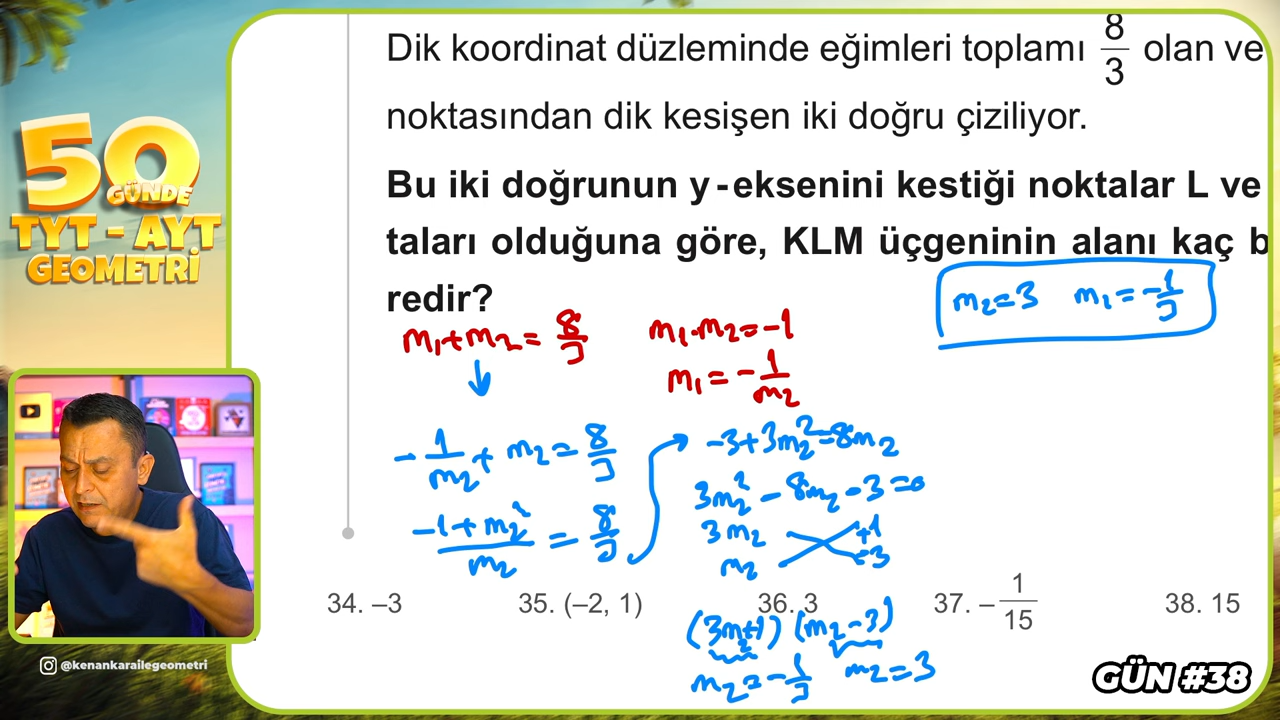 50
GÜNDE
TYT - AYT
GEOMETRİ
Dik koordinat düzleminde eğimleri toplamı 8/3 olan ve
noktasından dik kesişen iki doğru çiziliyor.
Bu iki doğrunun y-eksenini kestiği noktalar L ve
taları olduğuna göre, KLM üçgeninin alanı kaç b
redir?
m₂=3 m₁=-1/3
m₁+m₂=8/3 m₁.m₂=-1
m₁=-1/m₂
-1/m₂+m₂=8/3
-3+3m₂²=8m₂
-1+m₂²/m₂=8/3
3m₂²-8m₂-3=0
3m₂ +1
m₂ -3
34. –3 35. (–2, 1) 36. 3 37. –1/15 38. 15
(3m₂+1)(m₂-3)
m₂=-1/3 m₂=3
@kenankarailegeometri
GÜN #38